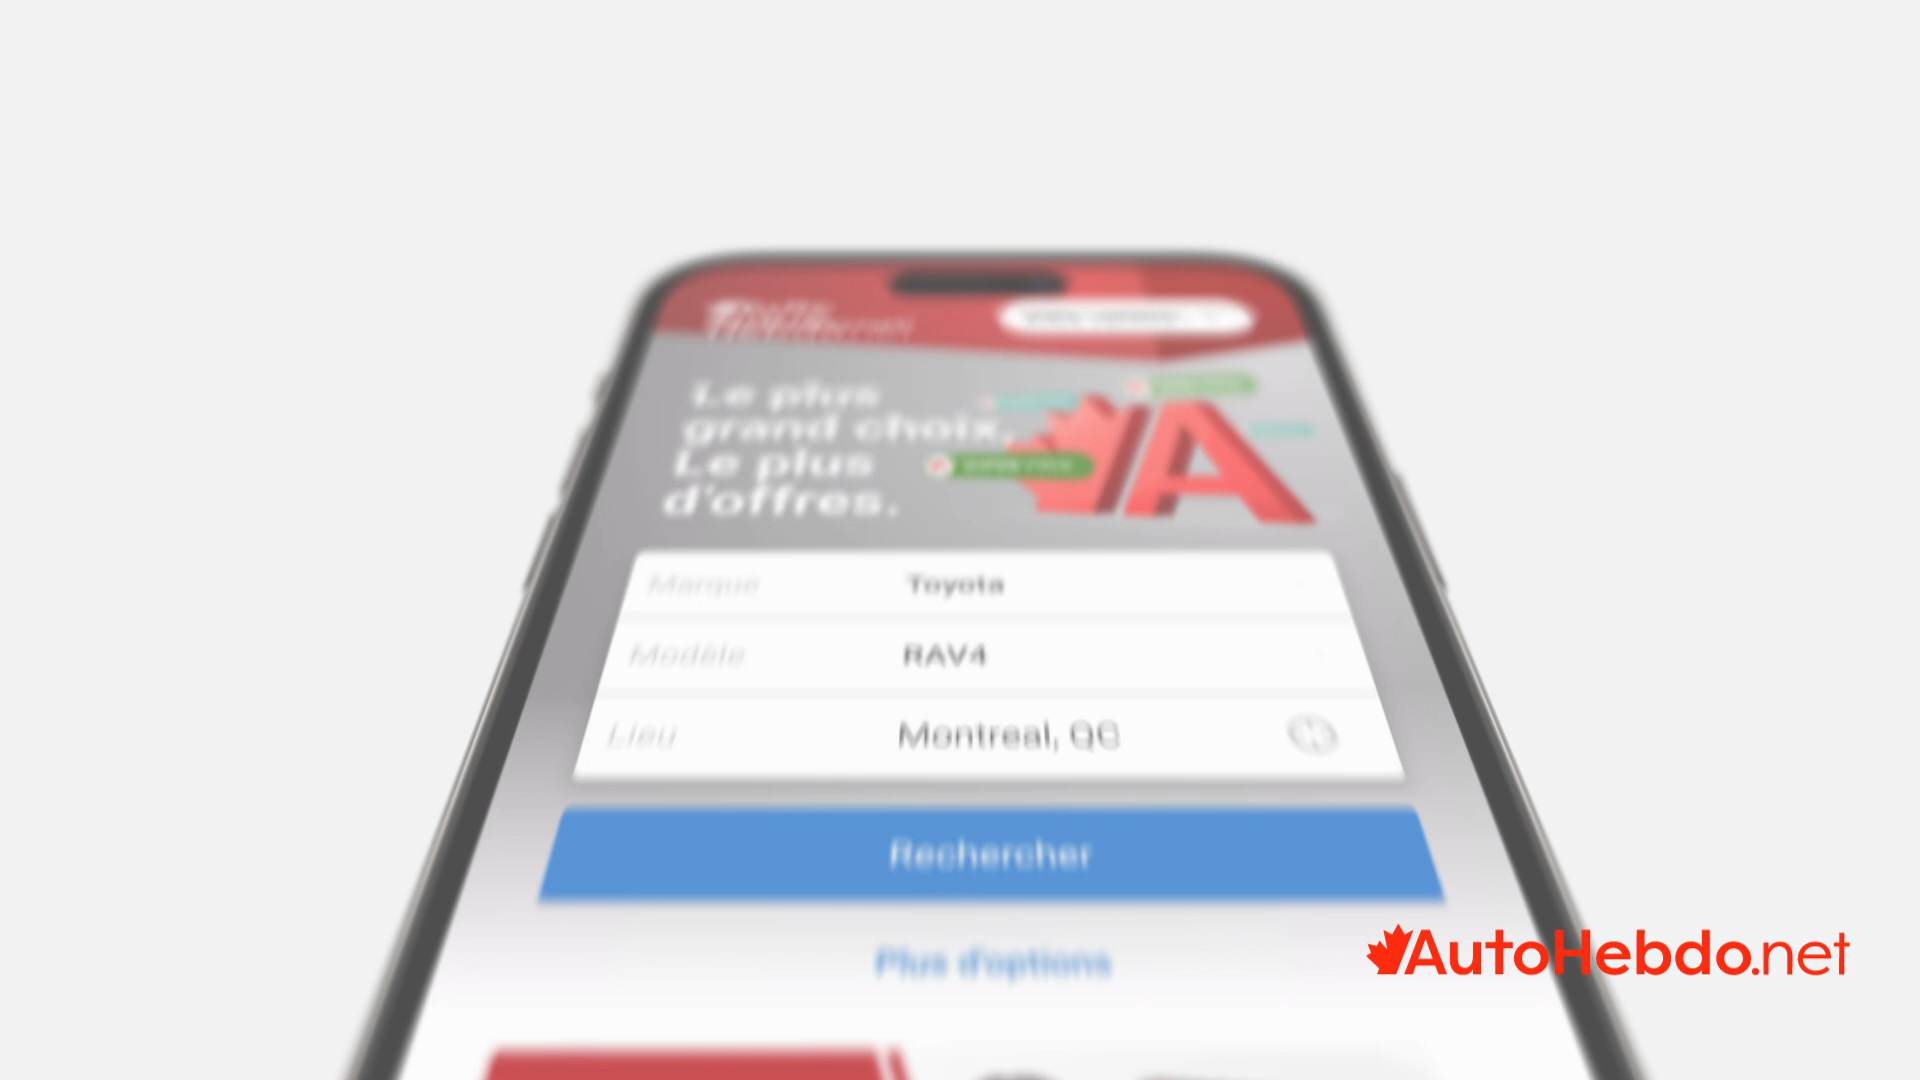 Le plus
grand choix.
Le plus
d'offres.
Marque Toyota
Modèle RAV4
Lieu Montreal, QC
Rechercher
Plus d'options
AutoHebdo.net